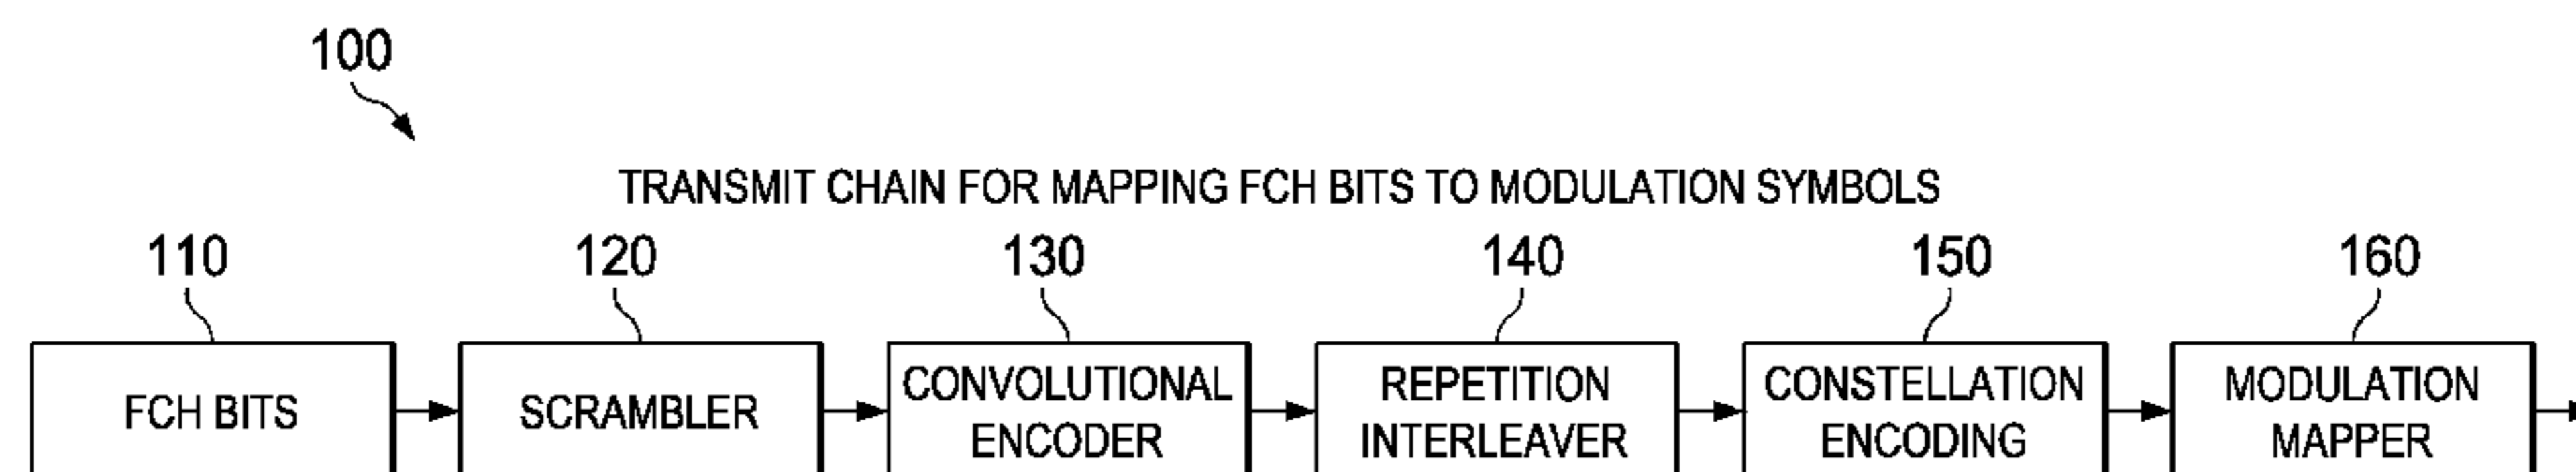 100
TRANSMIT CHAIN FOR MAPPING FCH BITS TO MODULATION SYMBOLS
110 120 130 140 150 160
FCH BITS
SCRAMBLER
CONVOLUTIONAL
ENCODER
REPETITION
INTERLEAVER
CONSTELLATION
ENCODING
MODULATION
MAPPER